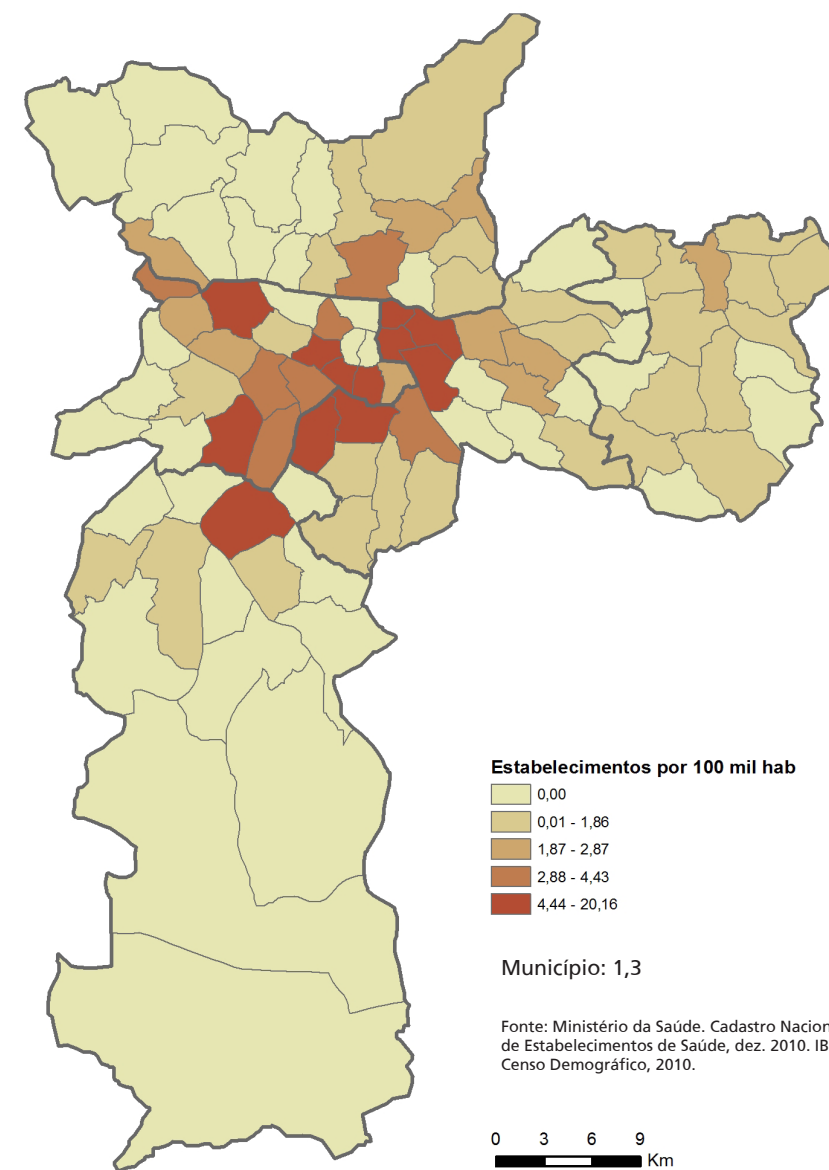 Estabelecimentos por 100 mil hab
0,00
0,01 - 1,86
1,87 - 2,87
2,88 - 4,43
4,44 - 20,16
Município: 1,3
Fonte: Ministério da Saúde. Cadastro Nacion
de Estabelecimentos de Saúde, dez. 2010. IB
Censo Demográfico, 2010.
0 3 6 9
Km